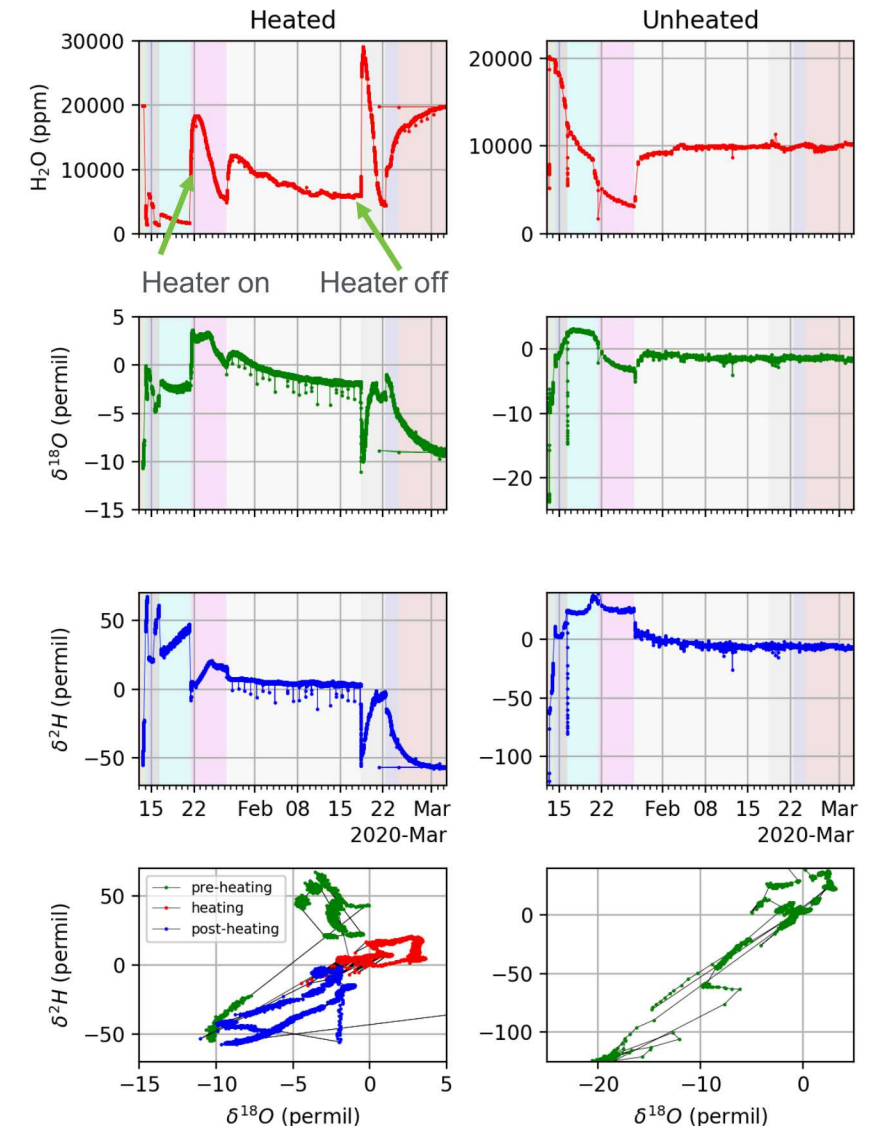 Heated Unheated
30000
20000
10000
0
H₂O (ppm)
20000
10000
0
Heater on Heater off
5
0
−5
−10
−15
δ¹⁸O (permil)
0
−10
−20
50
0
−50
δ²H (permil)
0
−50
−100
15 22 Feb 08 15 22 Mar
2020-Mar
15 22 Feb 08 15 22 Mar
2020-Mar
pre-heating
heating
post-heating
50
0
−50
δ²H (permil)
−15 −10 −5 0 5
δ¹⁸O (permil)
0
−50
−100
−20 −10 0
δ¹⁸O (permil)